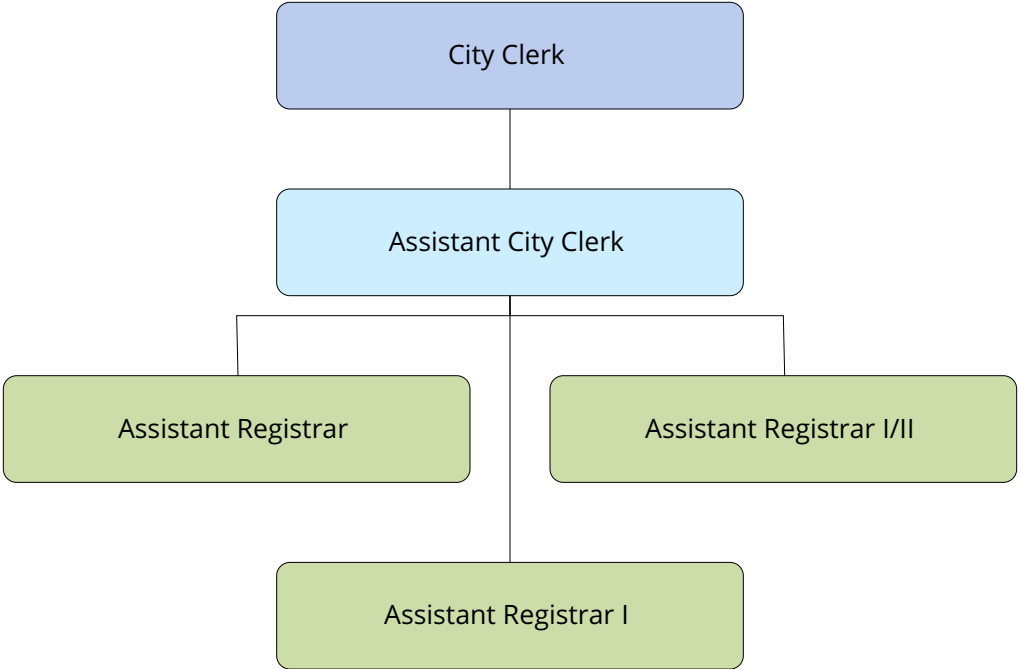 City Clerk
Assistant City Clerk
Assistant Registrar
Assistant Registrar I/II
Assistant Registrar I